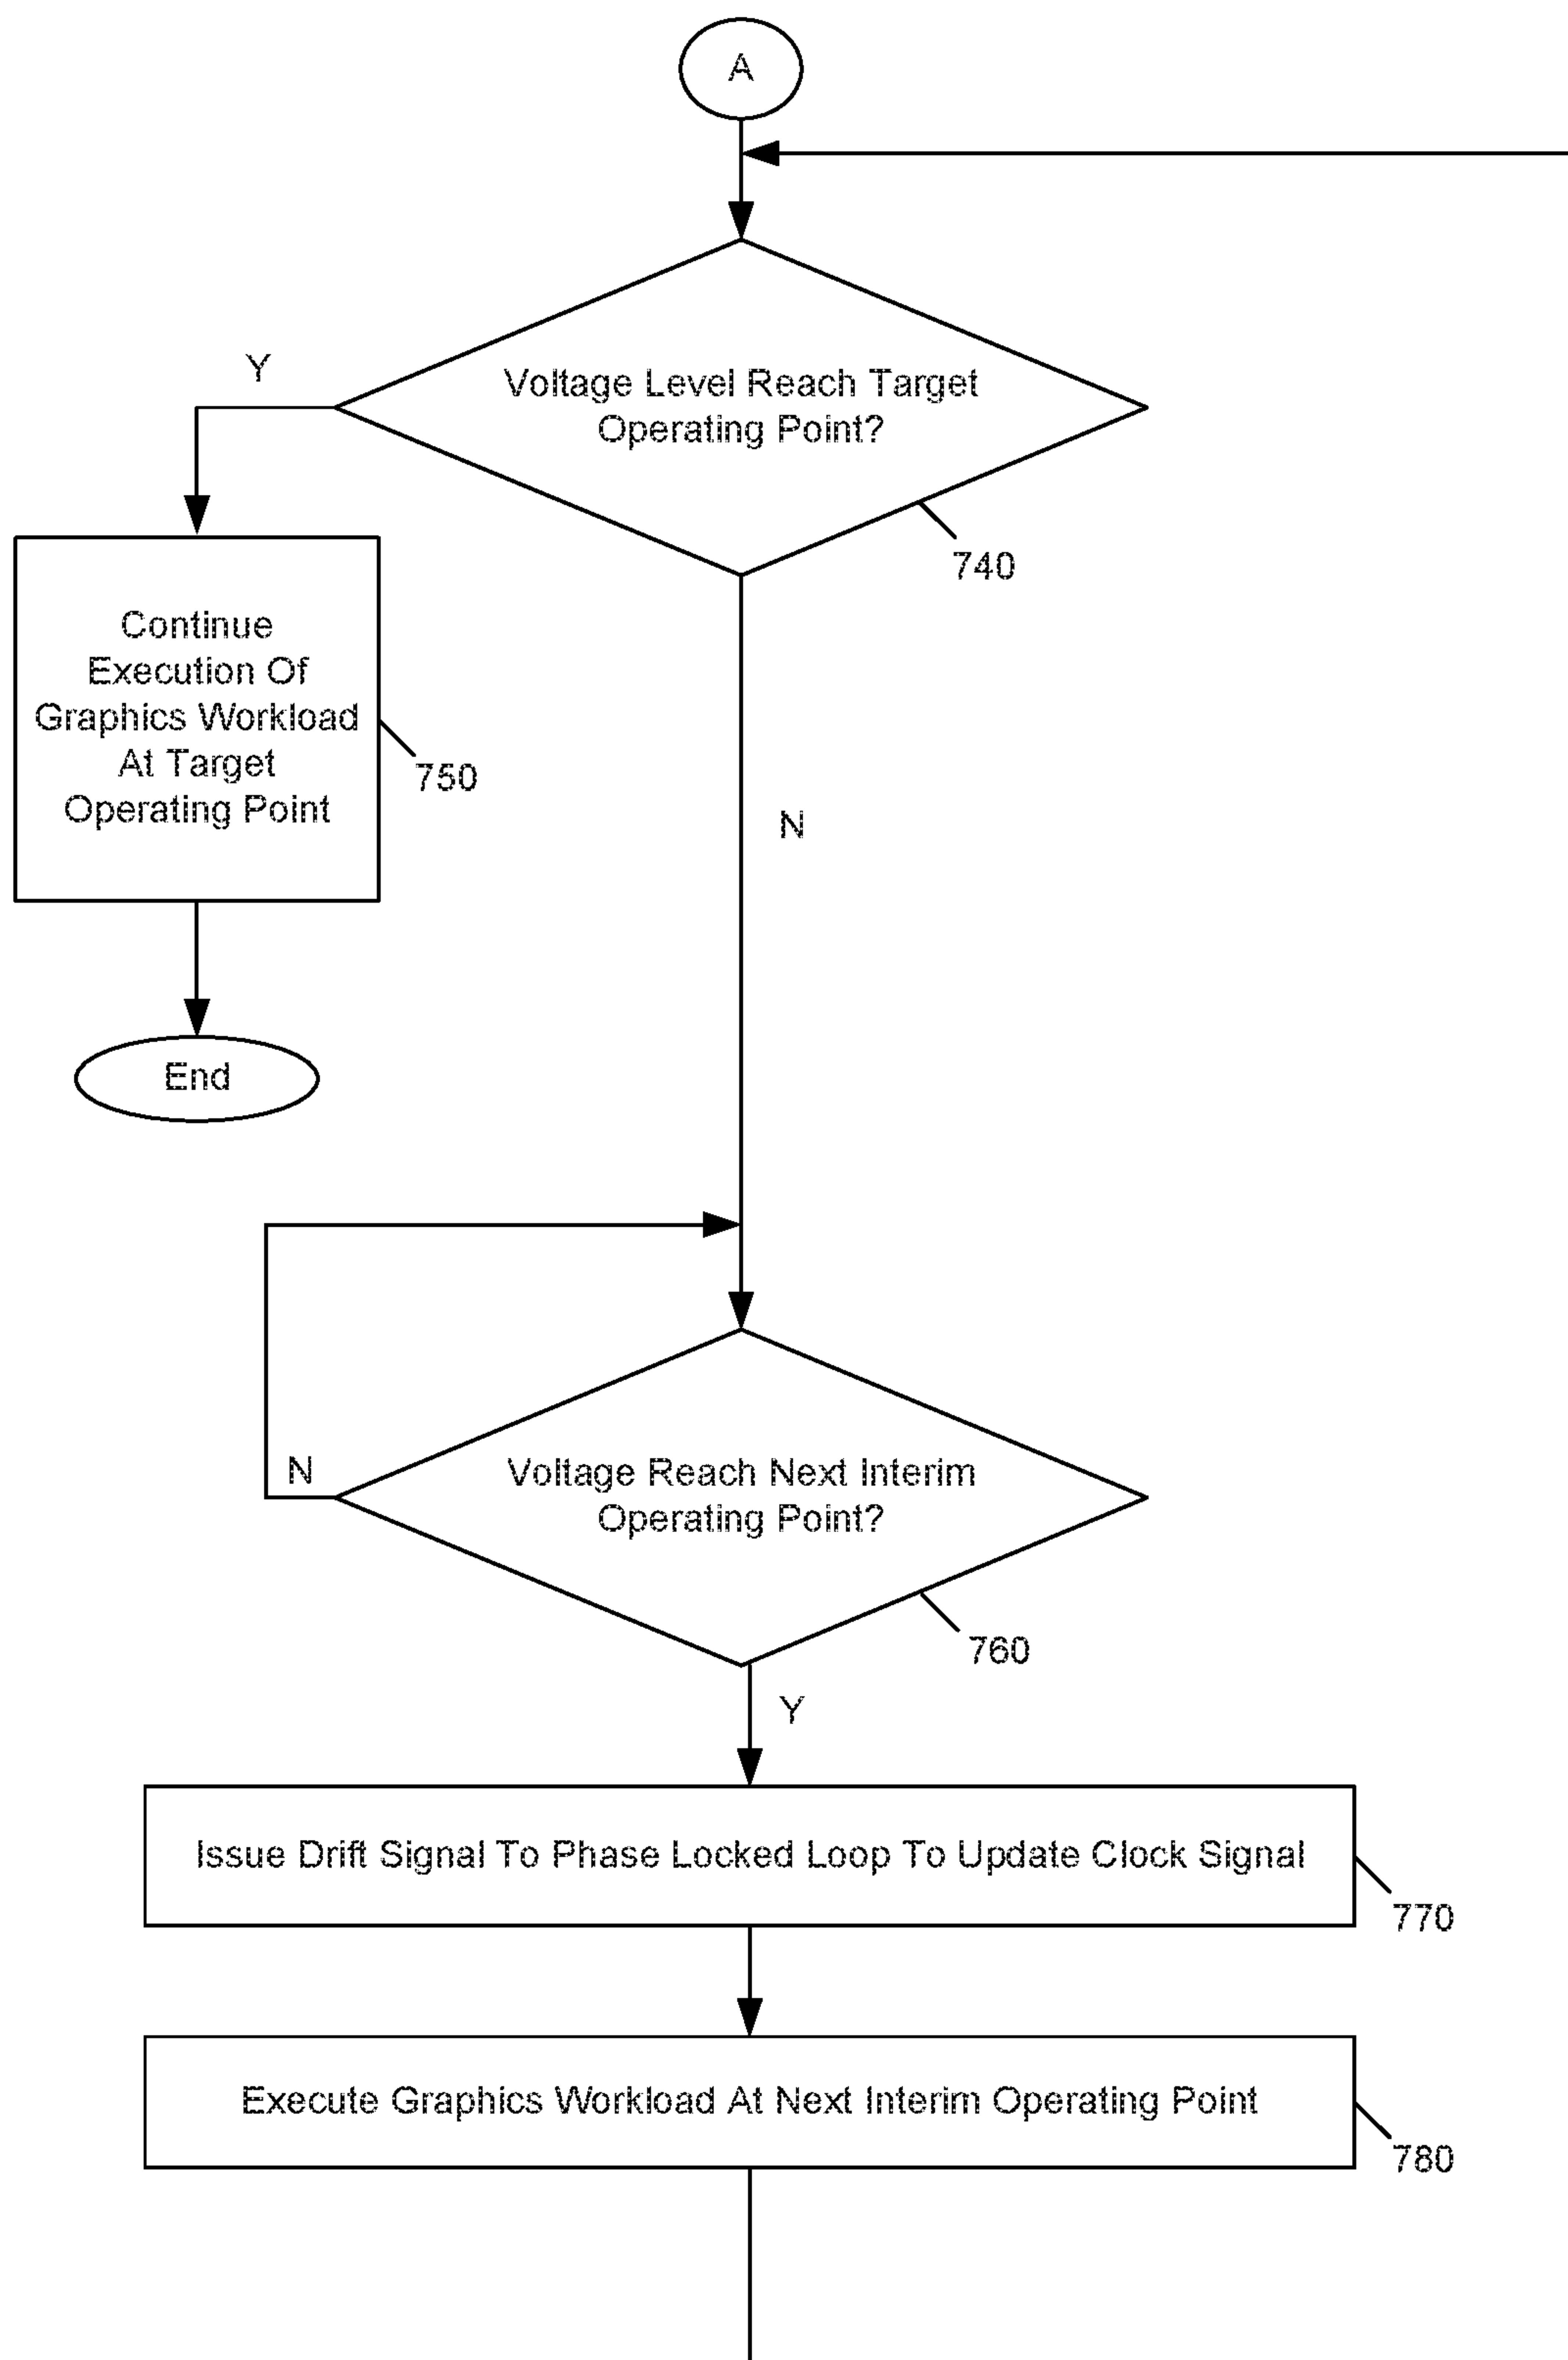 A
Y
Voltage Level Reach Target
Operating Point?
740
Continue
Execution Of
Graphics Workload
At Target
Operating Point
750
N
End
N
Voltage Reach Next Interim
Operating Point?
760
Y
Issue Drift Signal To Phase Locked Loop To Update Clock Signal
770
Execute Graphics Workload At Next Interim Operating Point
780